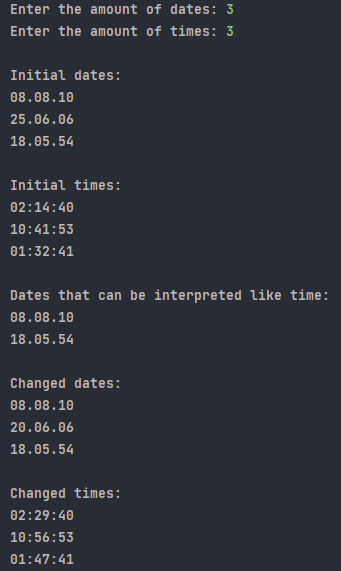 Enter the amount of dates: 3
Enter the amount of times: 3
Initial dates:
08.08.10
25.06.06
18.05.54
Initial times:
02:14:40
10:41:53
01:32:41
Dates that can be interpreted like time:
08.08.10
18.05.54
Changed dates:
08.08.10
20.06.06
18.05.54
Changed times:
02:29:40
10:56:53
01:47:41